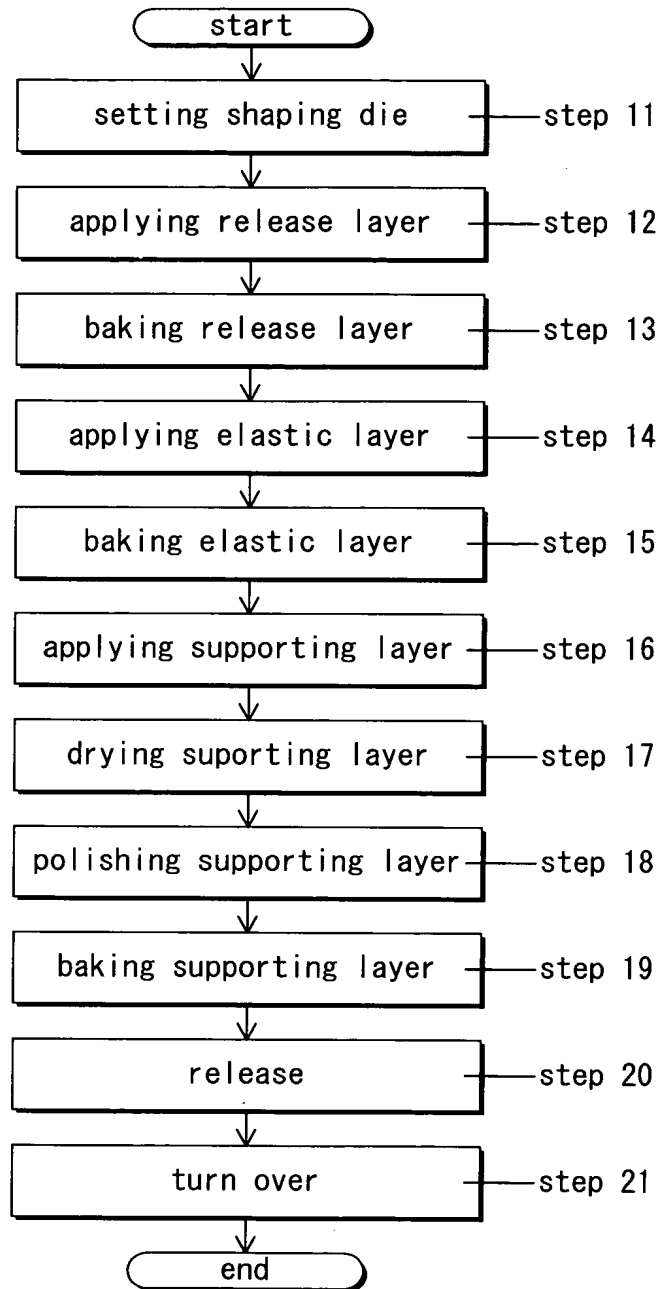 start
setting shaping die step 11
applying release layer step 12
baking release layer step 13
applying elastic layer step 14
baking elastic layer step 15
applying supporting layer step 16
drying suporting layer step 17
polishing supporting layer step 18
baking supporting layer step 19
release step 20
turn over step 21
end